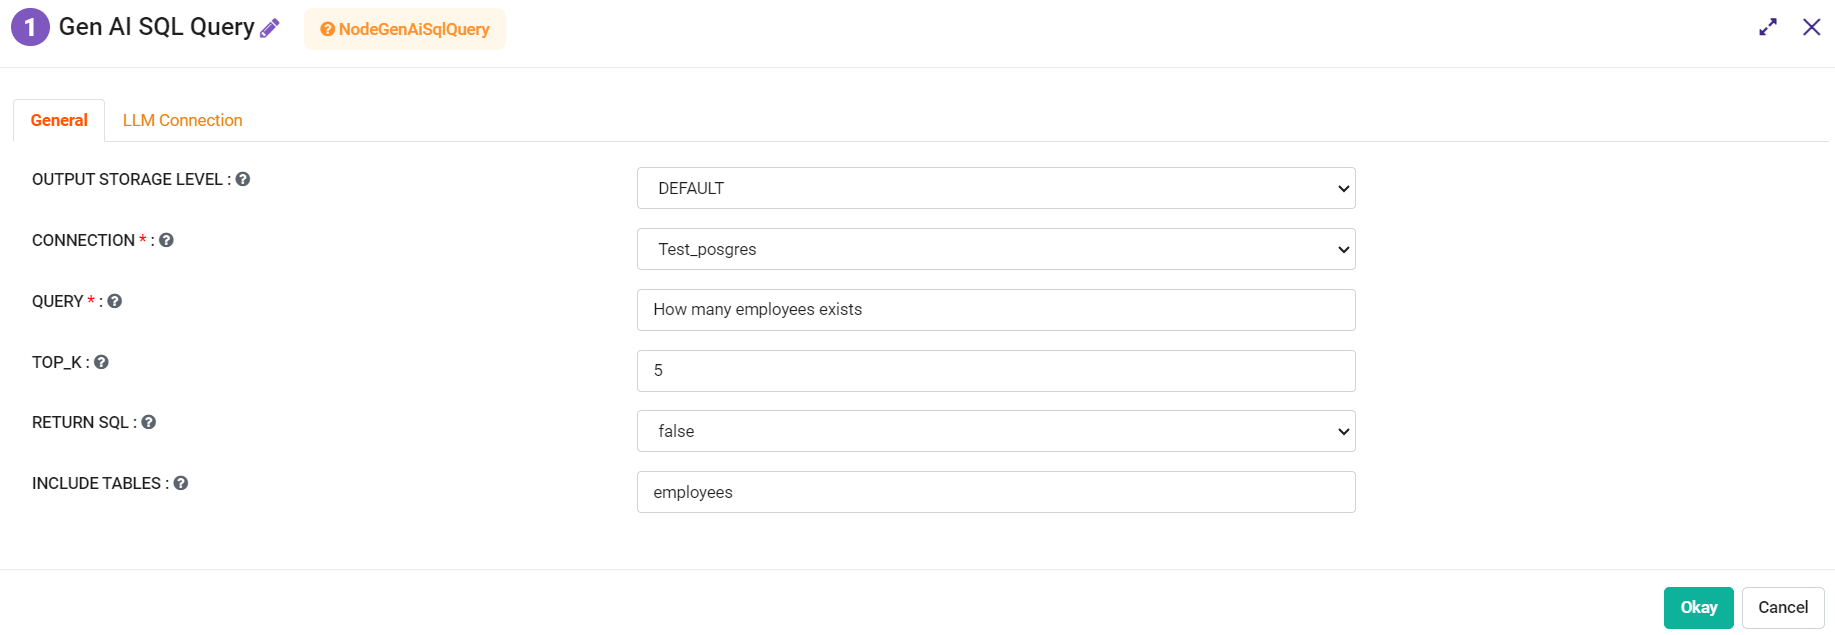 1 Gen AI SQL Query ? NodeGenAiSqlQuery
General LLM Connection
OUTPUT STORAGE LEVEL : ? DEFAULT
CONNECTION * : ? Test_posgres
QUERY * : ? How many employees exists
TOP_K : ? 5
RETURN SQL : ? false
INCLUDE TABLES : ? employees
Okay Cancel